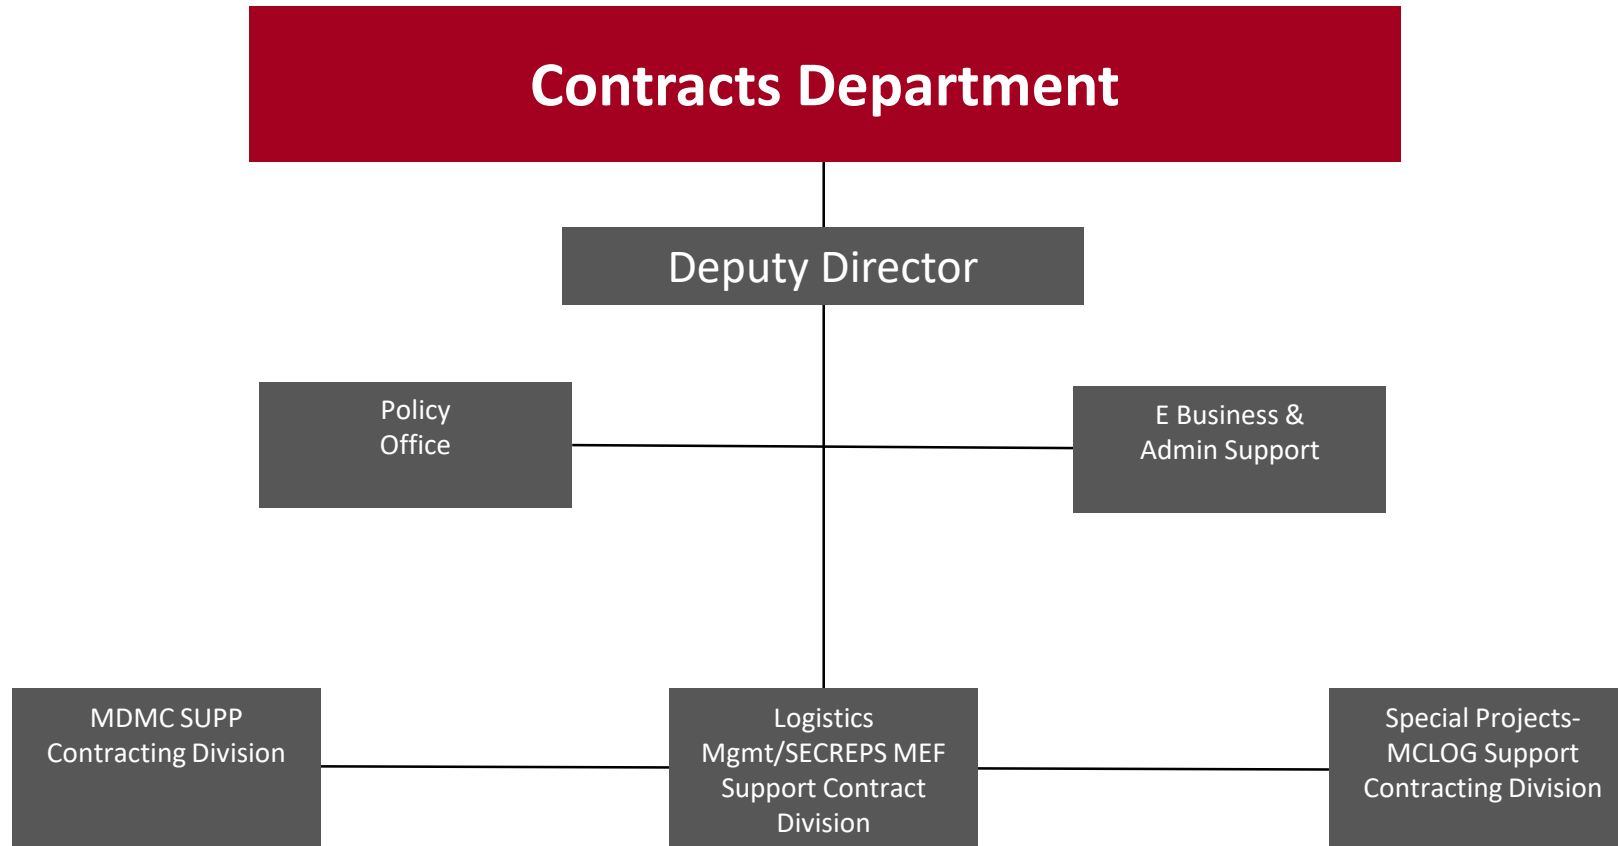 Contracts Department
Deputy Director
Policy
Office
E Business &
Admin Support
MDMC SUPP
Contracting Division
Logistics
Mgmt/SECREPS MEF
Support Contract
Division
Special Projects-
MCLOG Support
Contracting Division